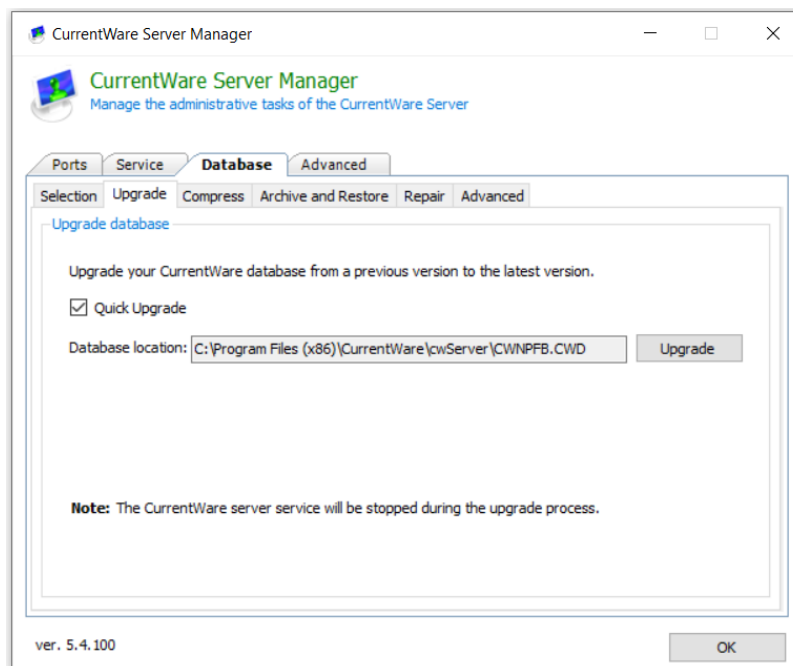 CurrentWare Server Manager
CurrentWare Server Manager
Manage the administrative tasks of the CurrentWare Server
Ports Service Database Advanced
Selection Upgrade Compress Archive and Restore Repair Advanced
Upgrade database
Upgrade your CurrentWare database from a previous version to the latest version.
Quick Upgrade
Database location: C:\Program Files (x86)\CurrentWare\cwServer\CWNPFB.CWD Upgrade
Note: The CurrentWare server service will be stopped during the upgrade process.
ver. 5.4.100 OK